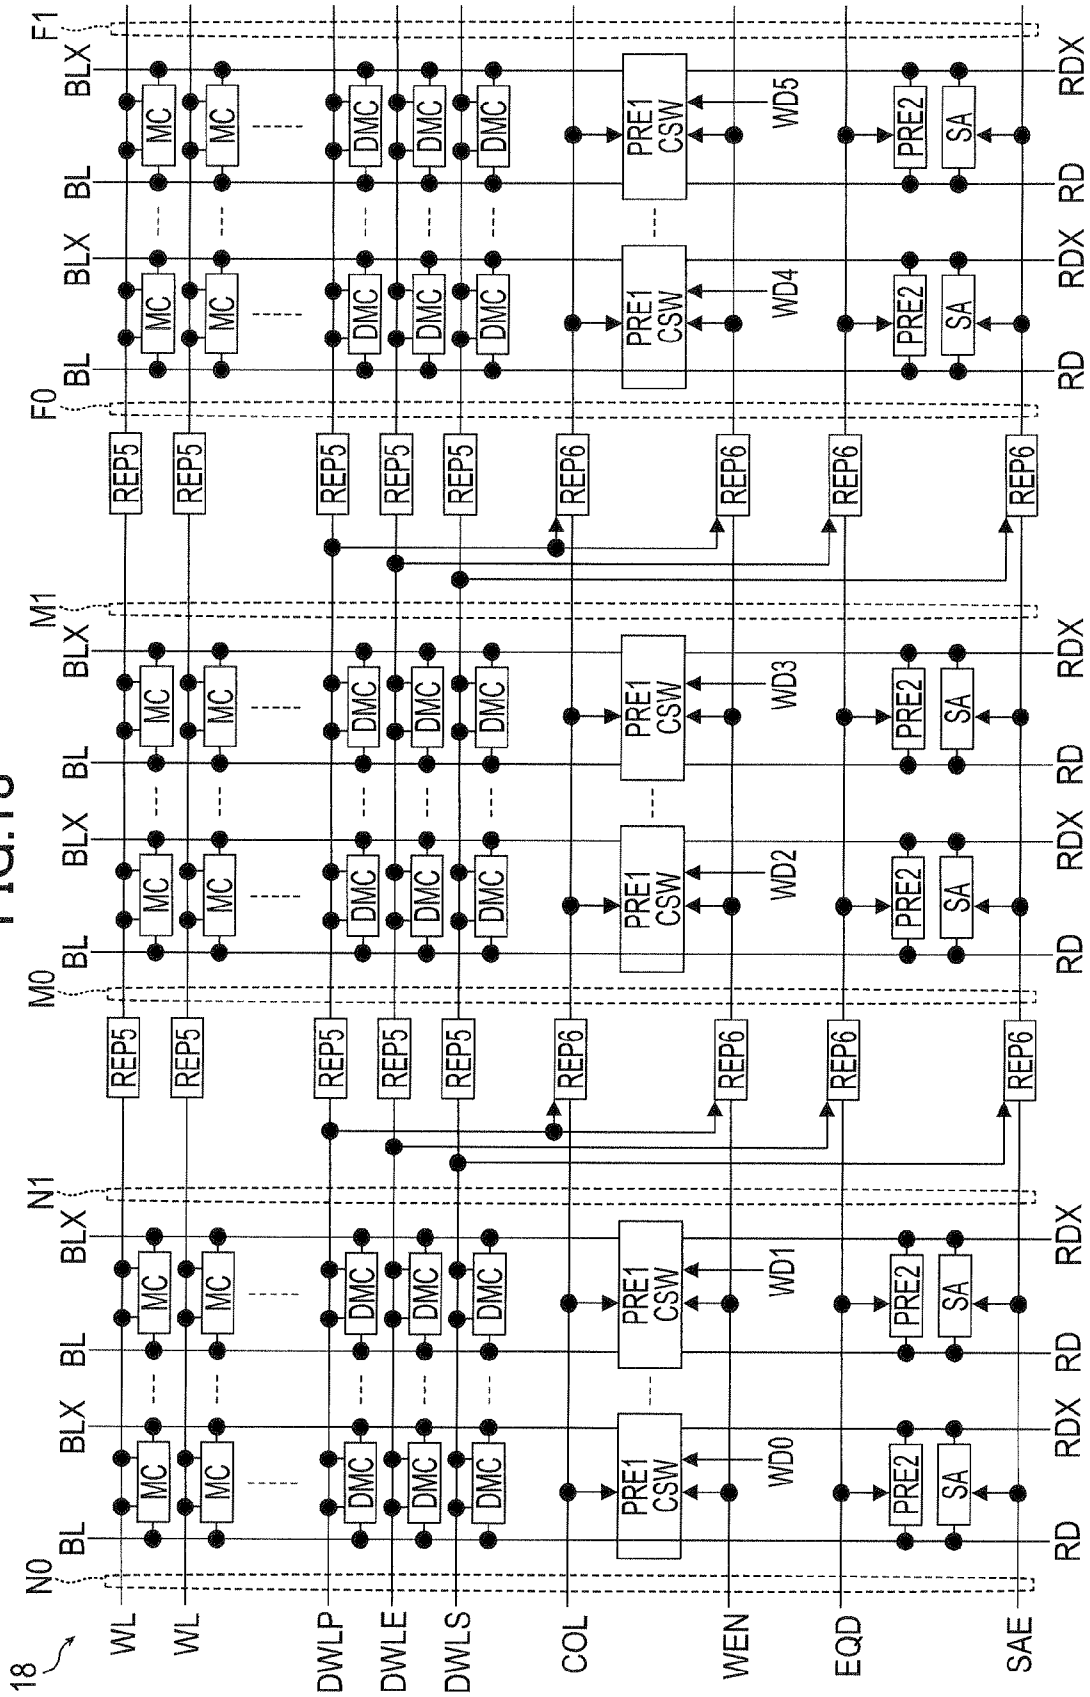 18
N0 N1 M0 M1 F0 F1
BL BLX BL BLX BL BLX BL BLX BL BLX BL BLX
WL REP5 REP5
MC MC MC MC MC MC
WL REP5 REP5
MC MC MC MC MC MC
DWLP REP5 REP5
DMC DMC DMC DMC DMC DMC
DWLE REP5 REP5
DMC DMC DMC DMC DMC DMC
DWLS REP5 REP5
DMC DMC DMC DMC DMC DMC
COL REP6 REP6
PRE1 PRE1 PRE1 PRE1 PRE1 PRE1
CSW CSW CSW CSW CSW CSW
WEN REP6 REP6
WD0 WD1 WD2 WD3 WD4 WD5
EQD REP6 REP6
PRE2 PRE2 PRE2 PRE2 PRE2 PRE2
SA SA SA SA SA SA
SAE REP6 REP6
RD RDX RD RDX RD RDX RD RDX RD RDX RD RDX